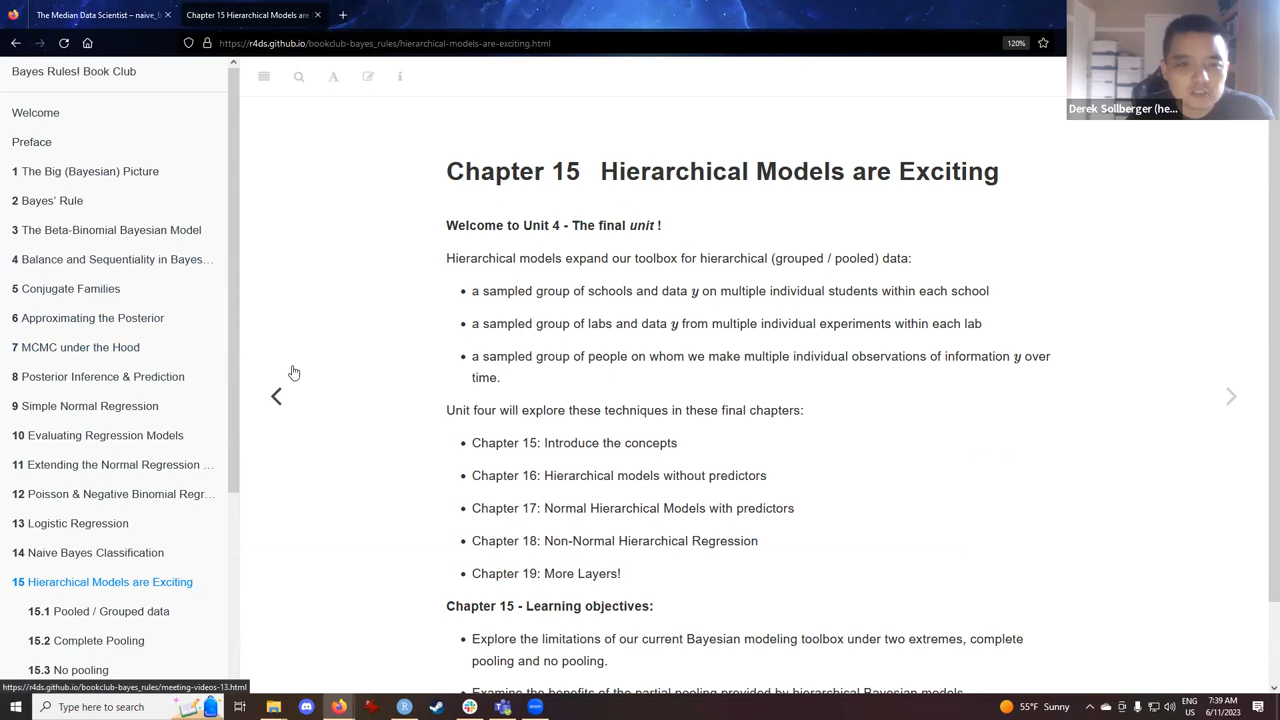 The Median Data Scientist – naive_b
Chapter 15 Hierarchical Models are
https://r4ds.github.io/bookclub-bayes_rules/hierarchical-models-are-exciting.html
120%
Derek Sollberger (he...
Bayes Rules! Book Club
Welcome
Preface
1 The Big (Bayesian) Picture
2 Bayes' Rule
3 The Beta-Binomial Bayesian Model
4 Balance and Sequentiality in Bayes…
5 Conjugate Families
6 Approximating the Posterior
7 MCMC under the Hood
8 Posterior Inference & Prediction
9 Simple Normal Regression
10 Evaluating Regression Models
11 Extending the Normal Regression …
12 Poisson & Negative Binomial Regr…
13 Logistic Regression
14 Naive Bayes Classification
15 Hierarchical Models are Exciting
15.1 Pooled / Grouped data
15.2 Complete Pooling
15.3 No pooling
https://r4ds.github.io/bookclub-bayes_rules/meeting-videos-13.html
Chapter 15 Hierarchical Models are Exciting
Welcome to Unit 4 - The final unit !
Hierarchical models expand our toolbox for hierarchical (grouped / pooled) data:
• a sampled group of schools and data y on multiple individual students within each school
• a sampled group of labs and data y from multiple individual experiments within each lab
• a sampled group of people on whom we make multiple individual observations of information y over
time.
Unit four will explore these techniques in these final chapters:
• Chapter 15: Introduce the concepts
• Chapter 16: Hierarchical models without predictors
• Chapter 17: Normal Hierarchical Models with predictors
• Chapter 18: Non-Normal Hierarchical Regression
• Chapter 19: More Layers!
Chapter 15 - Learning objectives:
• Explore the limitations of our current Bayesian modeling toolbox under two extremes, complete
pooling and no pooling.
• Examine the benefits of the partial pooling provided by hierarchical Bayesian models
Type here to search
55°F Sunny
ENG
US
7:39 AM
6/11/2023